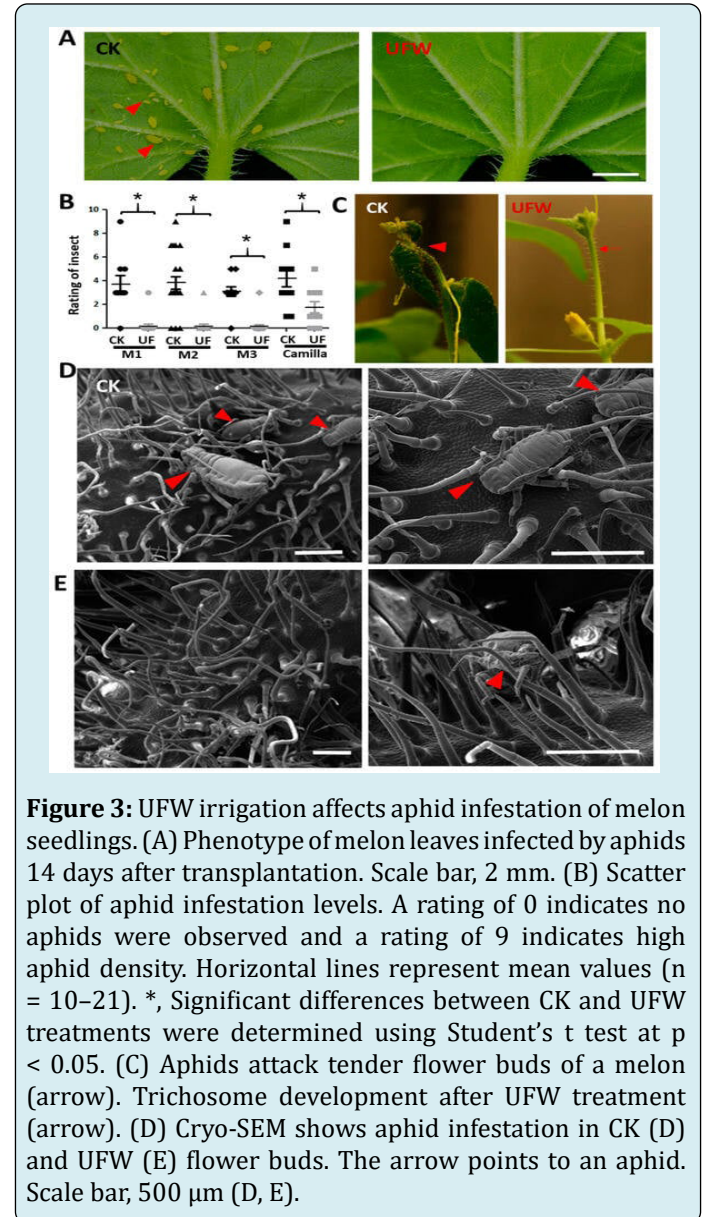 A
CK
UFW
B
C
10
8
6
4
2
0
Rating of insect
*
*
*
*
CK UF CK UF CK UF CK UF
M1 M2 M3 Camilla
CK
UFW
D
CK
E
Figure 3: UFW irrigation affects aphid infestation of melon
seedlings. (A) Phenotype of melon leaves infected by aphids
14 days after transplantation. Scale bar, 2 mm. (B) Scatter
plot of aphid infestation levels. A rating of 0 indicates no
aphids were observed and a rating of 9 indicates high
aphid density. Horizontal lines represent mean values (n
= 10–21). *, Significant differences between CK and UFW
treatments were determined using Student’s t test at p
< 0.05. (C) Aphids attack tender flower buds of a melon
(arrow). Trichosome development after UFW treatment
(arrow). (D) Cryo-SEM shows aphid infestation in CK (D)
and UFW (E) flower buds. The arrow points to an aphid.
Scale bar, 500 μm (D, E).